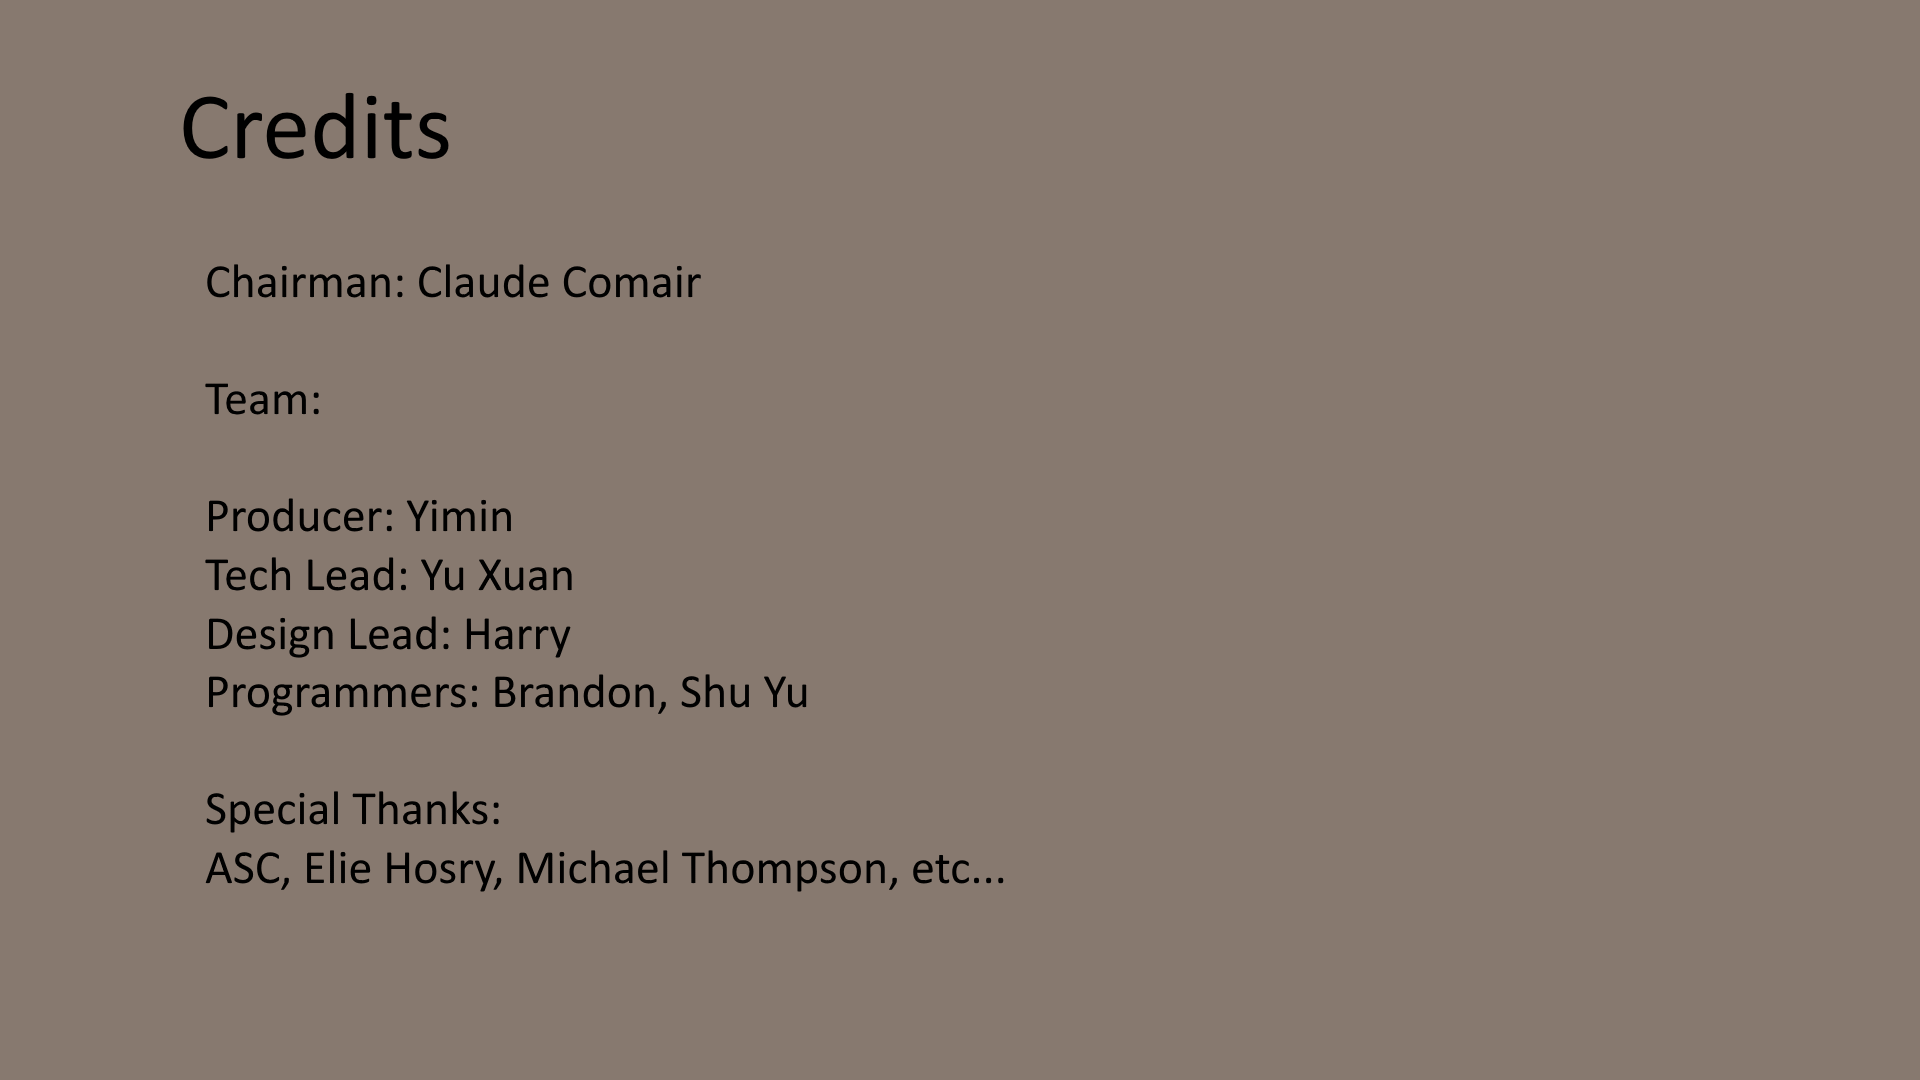 Credits
Chairman: Claude Comair
Team:
Producer: Yimin
Tech Lead: Yu Xuan
Design Lead: Harry
Programmers: Brandon, Shu Yu
Special Thanks:
ASC, Elie Hosry, Michael Thompson, etc...